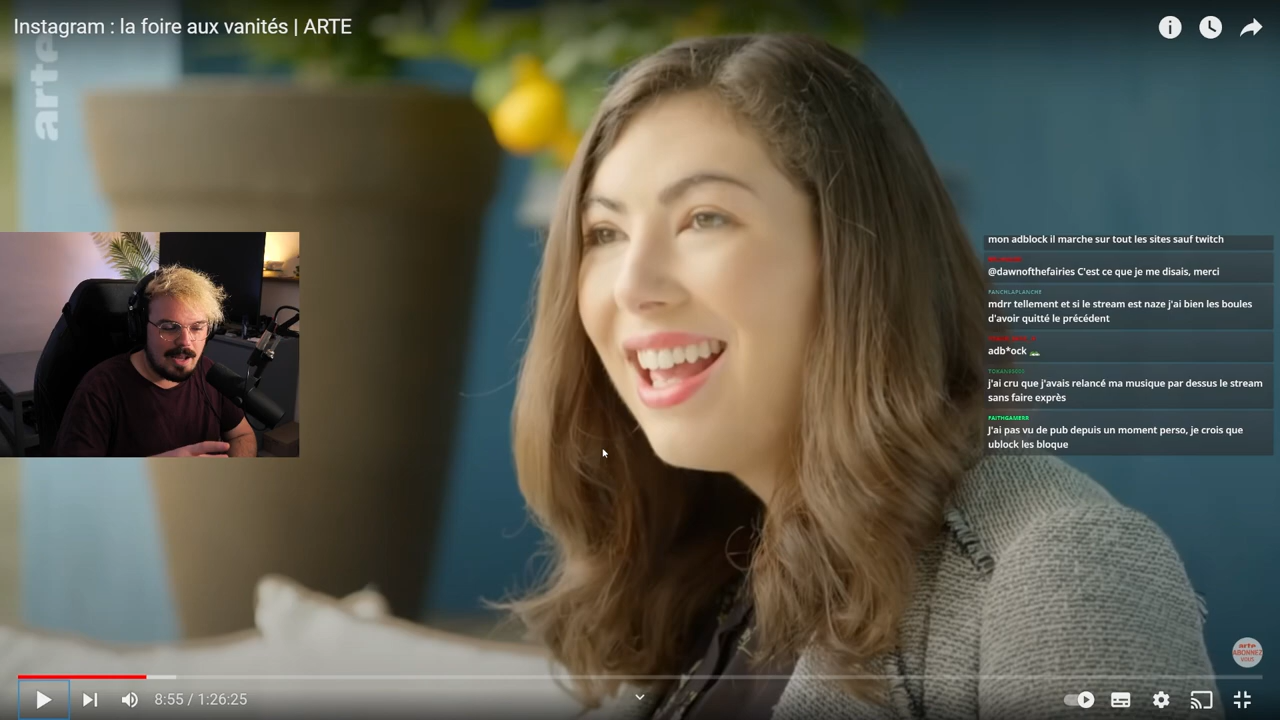 Instagram : la foire aux vanités | ARTE
arte
mon adblock il marche sur tout les sites sauf twitch
@dawnofthefairies C'est ce que je me disais, merci
FANCHLAPLANCHE
mdrr tellement et si le stream est naze j'ai bien les boules
d'avoir quitté le précédent
adb*ock
j'ai cru que j'avais relancé ma musique par dessus le stream
sans faire exprès
FAITHGAMERR
J'ai pas vu de pub depuis un moment perso, je crois que
ublock les bloque
arte
ABONNEZ
VOUS
8:55 / 1:26:25